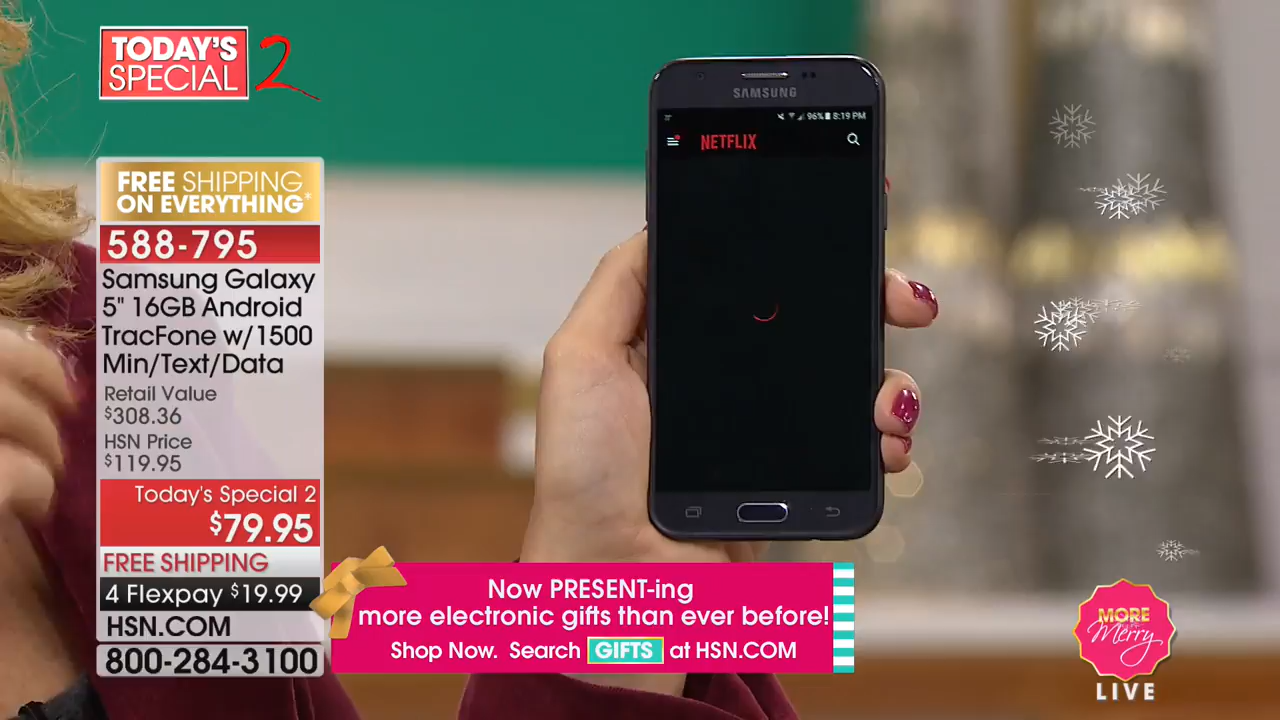 TODAY'S
SPECIAL 2
FREE SHIPPING
ON EVERYTHING*
588-795
Samsung Galaxy
5" 16GB Android
TracFone w/1500
Min/Text/Data
Retail Value
$308.36
HSN Price
$119.95
Today's Special 2
$79.95
FREE SHIPPING
4 Flexpay $19.99
HSN.COM
800-284-3100
SAMSUNG
96% 8:19 PM
NETFLIX
Now PRESENT-ing
more electronic gifts than ever before!
Shop Now. Search GIFTS at HSN.COM
MORE
Merry
LIVE